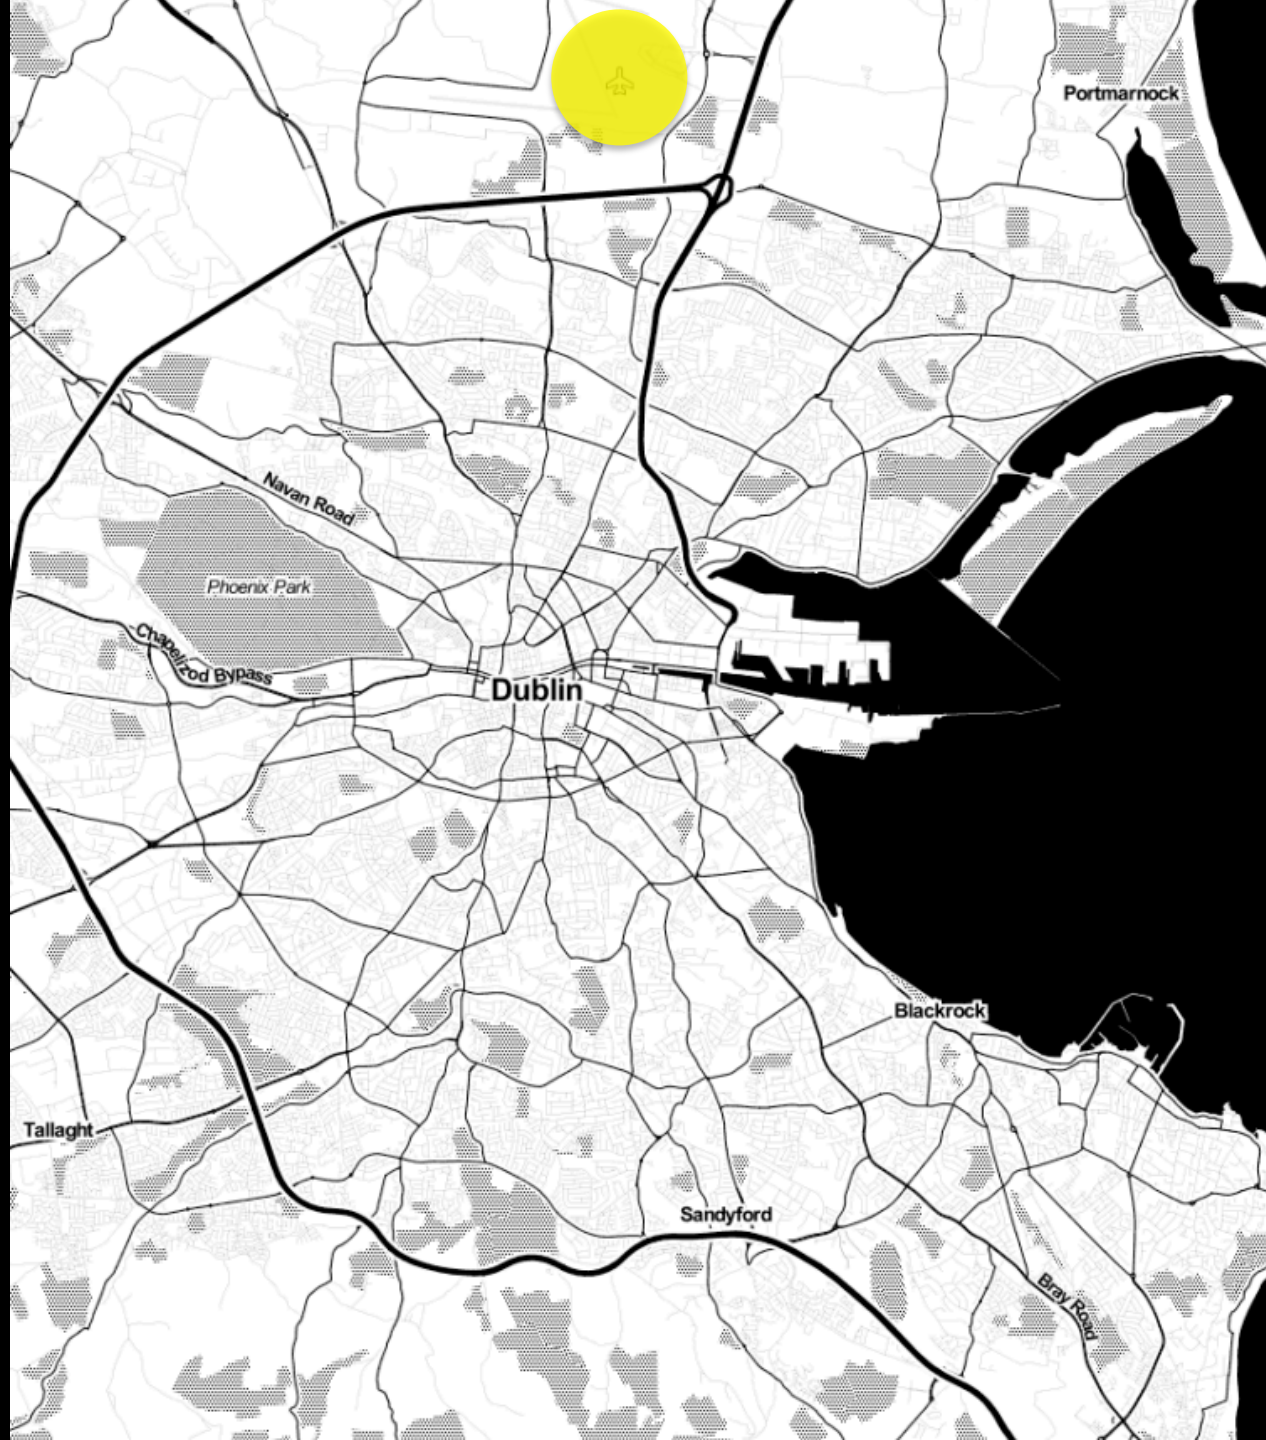 Portmarnock
Navan Road
Phoenix Park
Chapelizod Bypass
Dublin
Blackrock
Tallaght
Sandyford
Bray Road